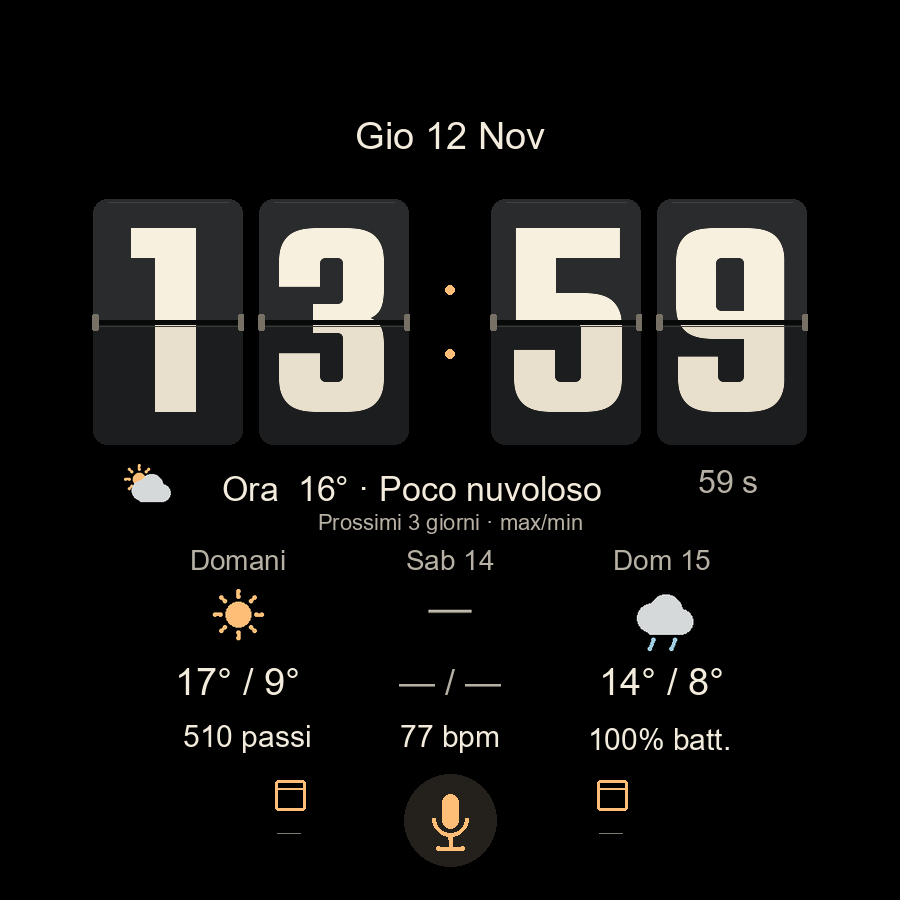 Gio 12 Nov
13:59
Ora 16° · Poco nuvoloso
59 s
Prossimi 3 giorni · max/min
Domani Sab 14 Dom 15
—
17° / 9° — / — 14° / 8°
510 passi 77 bpm 100% batt.
— —